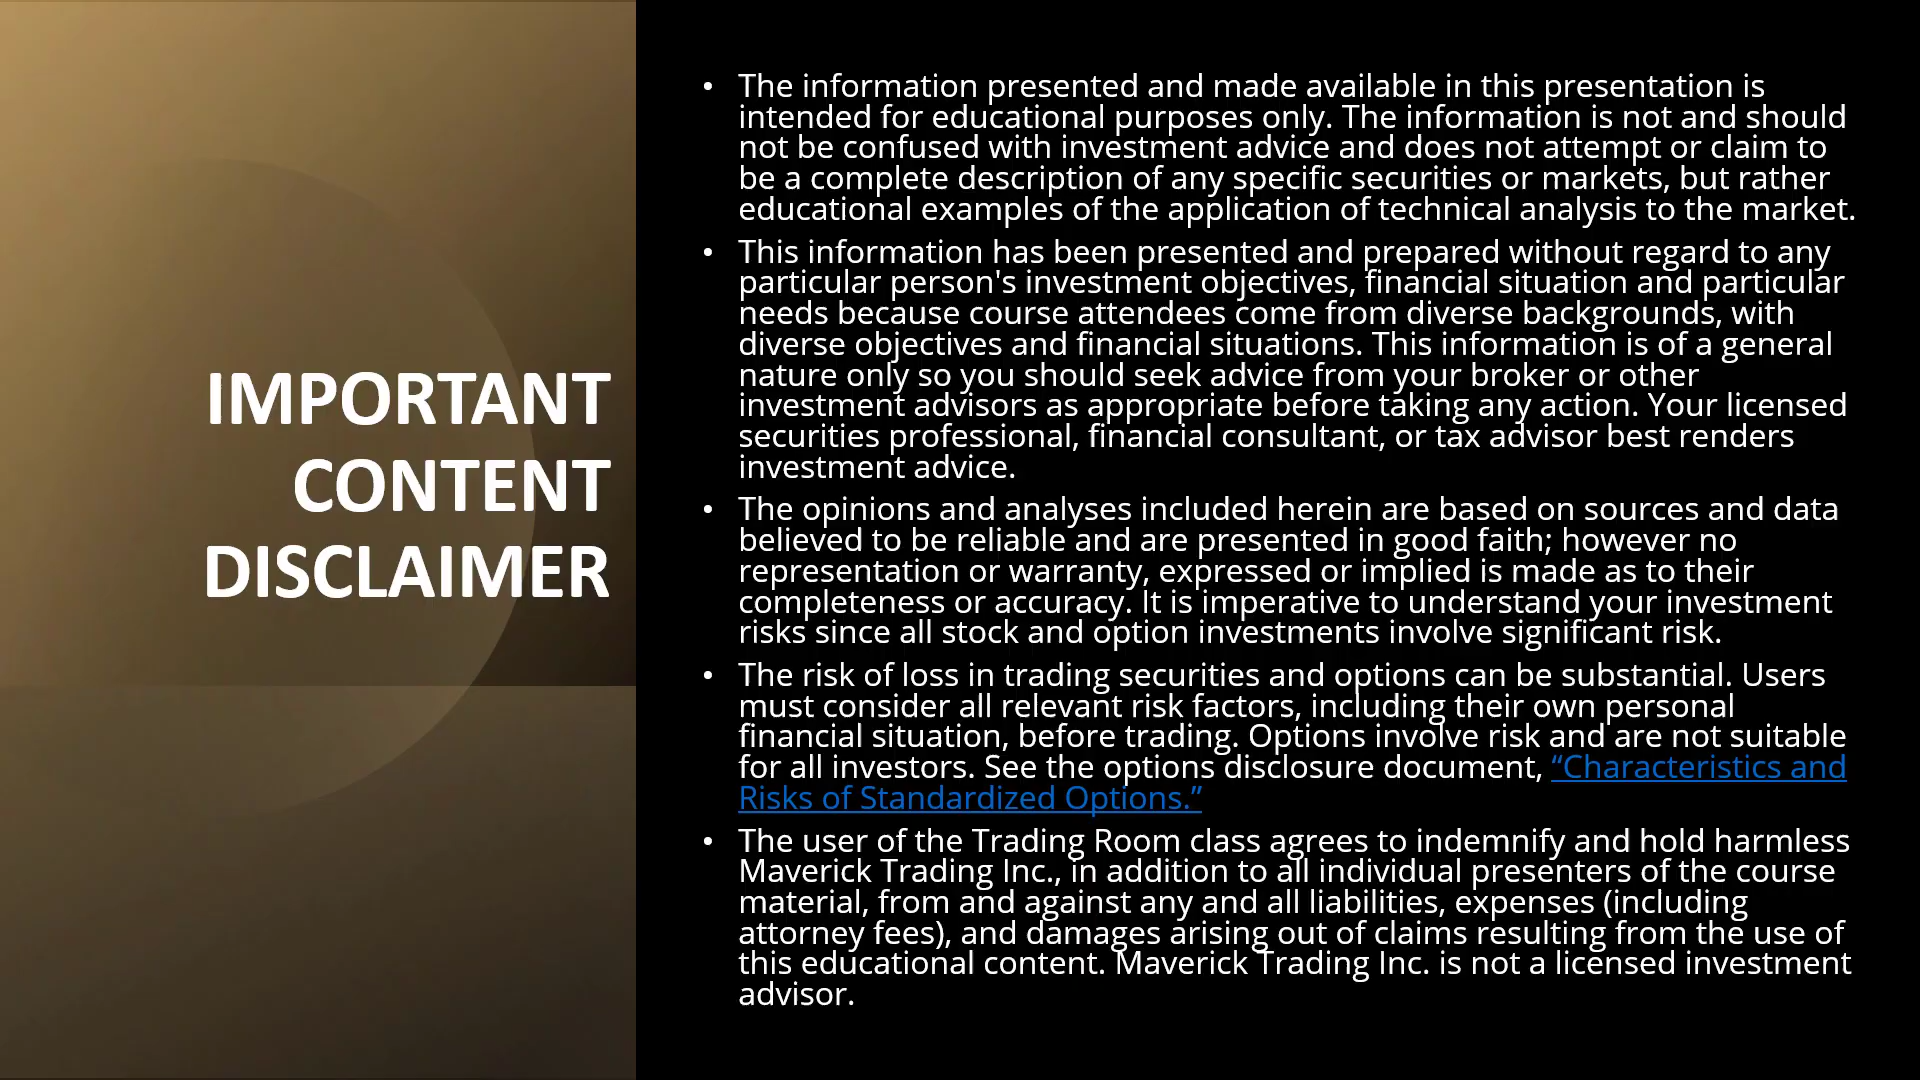 IMPORTANT
CONTENT
DISCLAIMER
• The information presented and made available in this presentation is
intended for educational purposes only. The information is not and should
not be confused with investment advice and does not attempt or claim to
be a complete description of any specific securities or markets, but rather
educational examples of the application of technical analysis to the market.
• This information has been presented and prepared without regard to any
particular person's investment objectives, financial situation and particular
needs because course attendees come from diverse backgrounds, with
diverse objectives and financial situations. This information is of a general
nature only so you should seek advice from your broker or other
investment advisors as appropriate before taking any action. Your licensed
securities professional, financial consultant, or tax advisor best renders
investment advice.
• The opinions and analyses included herein are based on sources and data
believed to be reliable and are presented in good faith; however no
representation or warranty, expressed or implied is made as to their
completeness or accuracy. It is imperative to understand your investment
risks since all stock and option investments involve significant risk.
• The risk of loss in trading securities and options can be substantial. Users
must consider all relevant risk factors, including their own personal
financial situation, before trading. Options involve risk and are not suitable
for all investors. See the options disclosure document, “Characteristics and
Risks of Standardized Options.”
• The user of the Trading Room class agrees to indemnify and hold harmless
Maverick Trading Inc., in addition to all individual presenters of the course
material, from and against any and all liabilities, expenses (including
attorney fees), and damages arising out of claims resulting from the use of
this educational content. Maverick Trading Inc. is not a licensed investment
advisor.